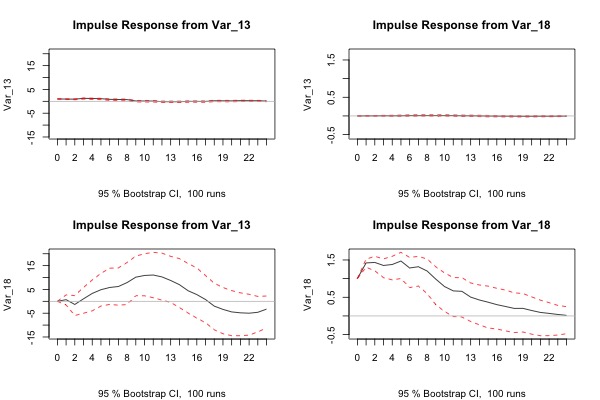 Impulse Response from Var_13
Var_13
15
5
-5
-15
0 2 4 6 8 10 13 16 19 22
95 % Bootstrap CI, 100 runs
Impulse Response from Var_18
Var_13
1.5
0.5
-0.5
0 2 4 6 8 10 13 16 19 22
95 % Bootstrap CI, 100 runs
Impulse Response from Var_13
Var_18
15
5
-5
-15
0 2 4 6 8 10 13 16 19 22
95 % Bootstrap CI, 100 runs
Impulse Response from Var_18
Var_18
1.5
0.5
-0.5
0 2 4 6 8 10 13 16 19 22
95 % Bootstrap CI, 100 runs